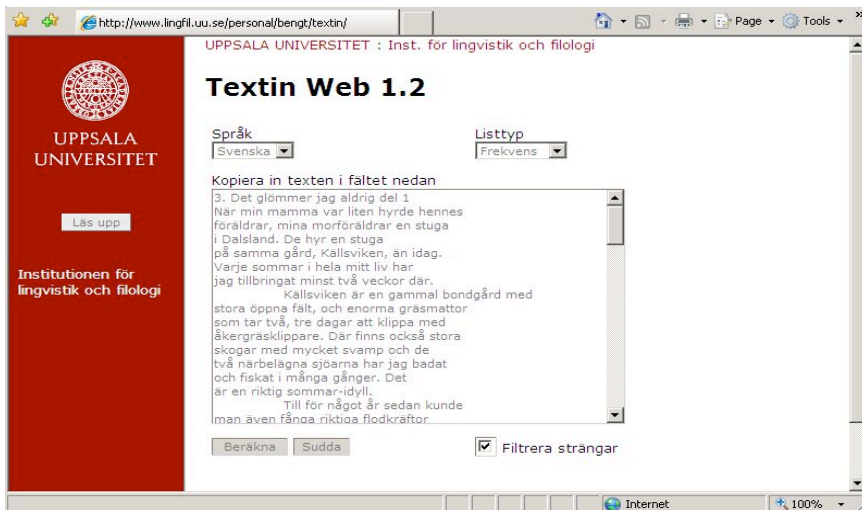 http://www.lingfil.uu.se/personal/bengt/textin/
Page
Tools
UPPSALA UNIVERSITET : Inst. för lingvistik och filologi
Textin Web 1.2
UPPSALA
UNIVERSITET
Läs upp
Institutionen för
lingvistik och filologi
Språk
Svenska
Listtyp
Frekvens
Kopiera in texten i fältet nedan
3. Det glömmer jag aldrig del 1
När min mamma var liten hyrde hennes
föräldrar, mina morföräldrar en stuga
i Dalsland. De hyr en stuga
på samma gård, Källsviken, än idag.
Varje sommar i hela mitt liv har
jag tillbringat minst två veckor där.
Källsviken är en gammal bondgård med
stora öppna fält, och enorma gräsmattor
som tar två, tre dagar att klippa med
åkergräsklippare. Där finns också stora
skogar med mycket svamp och de
två närbelägna sjöarna har jag badat
och fiskat i många gånger. Det
är en riktig sommar-idyll.
Till för något år sedan kunde
man även fånga riktiga flodkräftor
Beräkna
Sudda
Filtrera strängar
Internet
100%